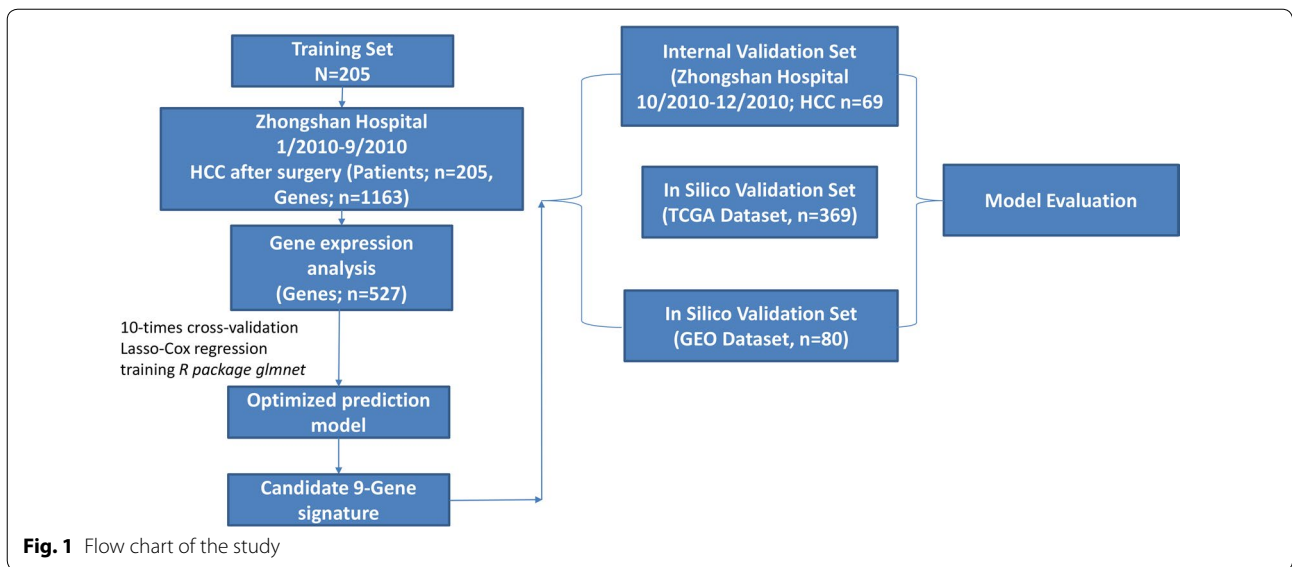 Training Set
N=205
Zhongshan Hospital
1/2010-9/2010
HCC after surgery (Patients; n=205,
Genes; n=1163)
Gene expression
analysis
(Genes; n=527)
10-times cross-validation
Lasso-Cox regression
training R package glmnet
Optimized prediction
model
Candidate 9-Gene
signature
Internal Validation Set
(Zhongshan Hospital
10/2010-12/2010; HCC n=69
In Silico Validation Set
(TCGA Dataset, n=369)
In Silico Validation Set
(GEO Dataset, n=80)
Model Evaluation
Fig. 1 Flow chart of the study